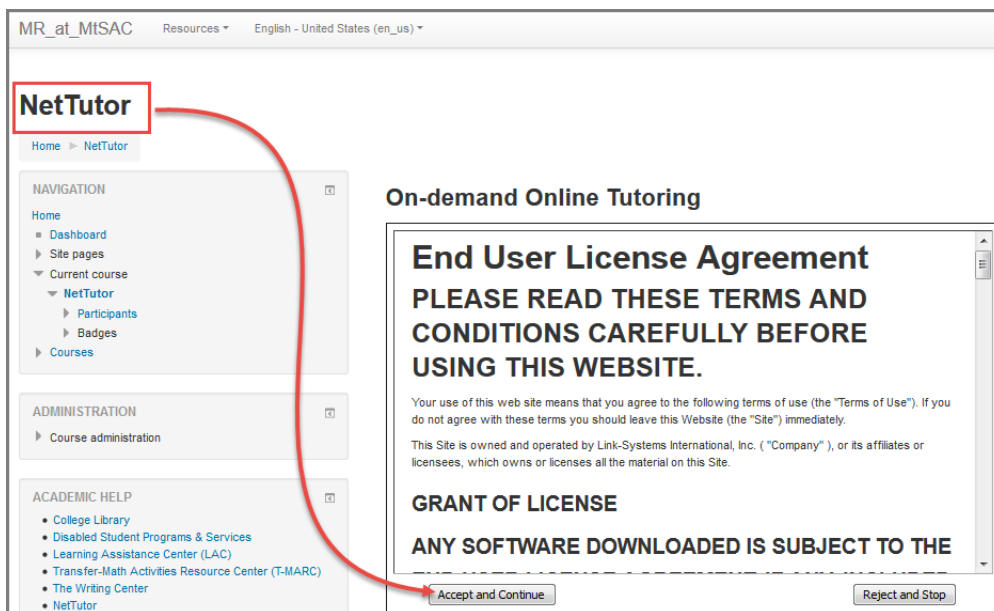 MR_at_MtSAC Resources English - United States (en_us)
NetTutor
Home NetTutor
NAVIGATION
Home
Dashboard
Site pages
Current course
NetTutor
Participants
Badges
Courses
ADMINISTRATION
Course administration
ACADEMIC HELP
College Library
Disabled Student Programs & Services
Learning Assistance Center (LAC)
Transfer-Math Activities Resource Center (T-MARC)
The Writing Center
NetTutor
On-demand Online Tutoring
End User License Agreement
PLEASE READ THESE TERMS AND
CONDITIONS CAREFULLY BEFORE
USING THIS WEBSITE.
Your use of this web site means that you agree to the following terms of use (the "Terms of Use"). If you
do not agree with these terms you should leave this Website (the "Site") immediately.
This Site is owned and operated by Link-Systems International, Inc. ( "Company" ), or its affiliates or
licensees, which owns or licenses all the material on this Site.
GRANT OF LICENSE
ANY SOFTWARE DOWNLOADED IS SUBJECT TO THE
Accept and Continue Reject and Stop